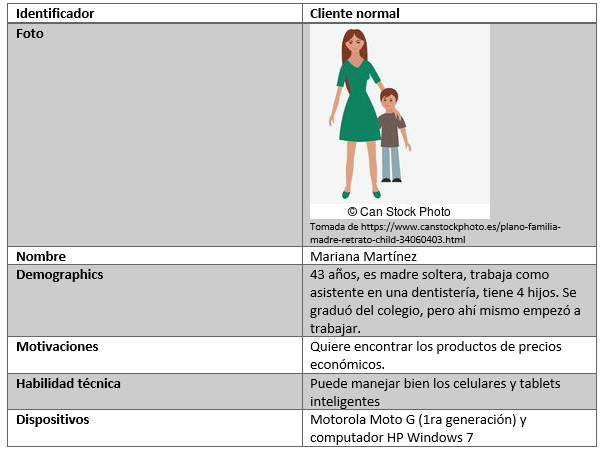 Identificador Cliente normal
Foto
© Can Stock Photo
Tomada de https://www.canstockphoto.es/plano-familia-
madre-retrato-child-34060403.html
Nombre Mariana Martínez
Demographics 43 años, es madre soltera, trabaja como
asistente en una dentistería, tiene 4 hijos. Se
graduó del colegio, pero ahí mismo empezó a
trabajar.
Motivaciones Quiere encontrar los productos de precios
económicos.
Habilidad técnica Puede manejar bien los celulares y tablets
inteligentes
Dispositivos Motorola Moto G (1ra generación) y
computador HP Windows 7